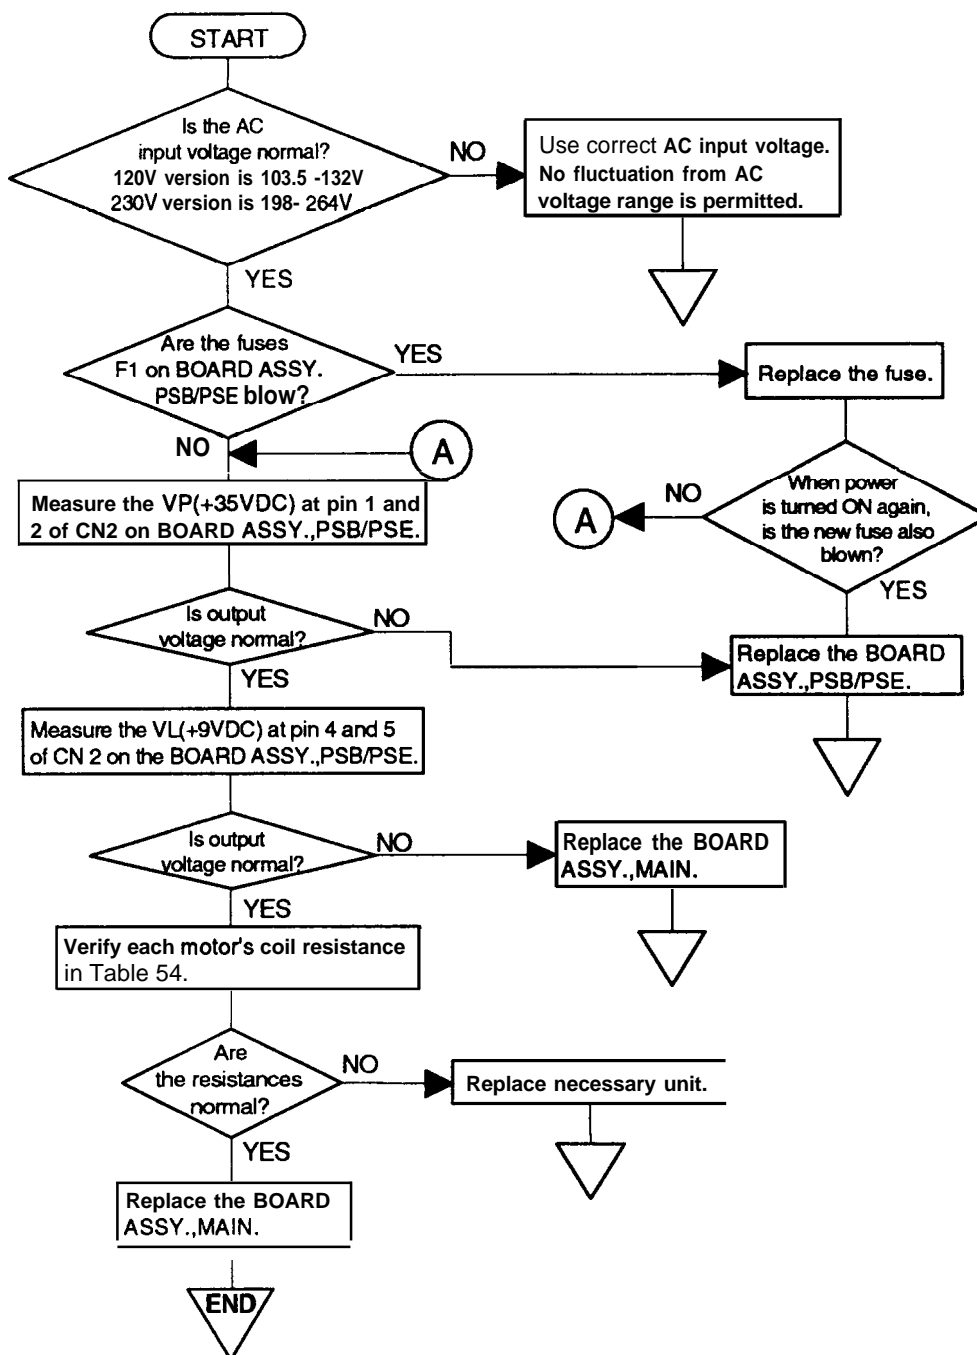 START
Is the AC
input voltage normal?
120V version is 103.5 -132V
230V version is 198- 264V
NO
Use correct AC input voltage.
No fluctuation from AC
voltage range is permitted.
YES
Are the fuses
F1 on BOARD ASSY.
PSB/PSE blow?
YES
Replace the fuse.
NO
A
When power
is turned ON again,
is the new fuse also
blown?
NO
A
YES
Measure the VP(+35VDC) at pin 1 and
2 of CN2 on BOARD ASSY.,PSB/PSE.
Is output
voltage normal?
NO
Replace the BOARD
ASSY.,PSB/PSE.
YES
Measure the VL(+9VDC) at pin 4 and 5
of CN 2 on the BOARD ASSY.,PSB/PSE.
Is output
voltage normal?
NO
Replace the BOARD
ASSY.,MAIN.
YES
Verify each motor's coil resistance
in Table 54.
Are
the resistances
normal?
NO
Replace necessary unit.
YES
Replace the BOARD
ASSY.,MAIN.
END